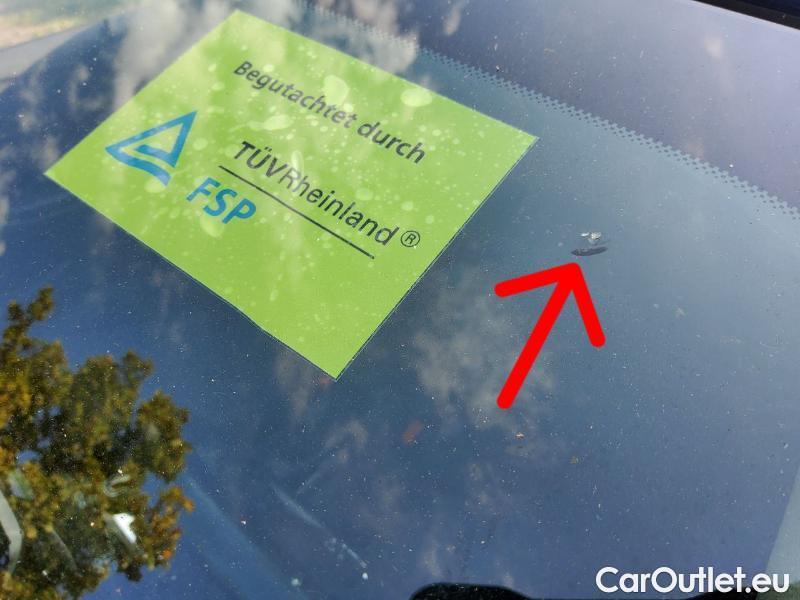 Begutachtet durch
TÜVRheinland®
FSP
CarOutlet.eu